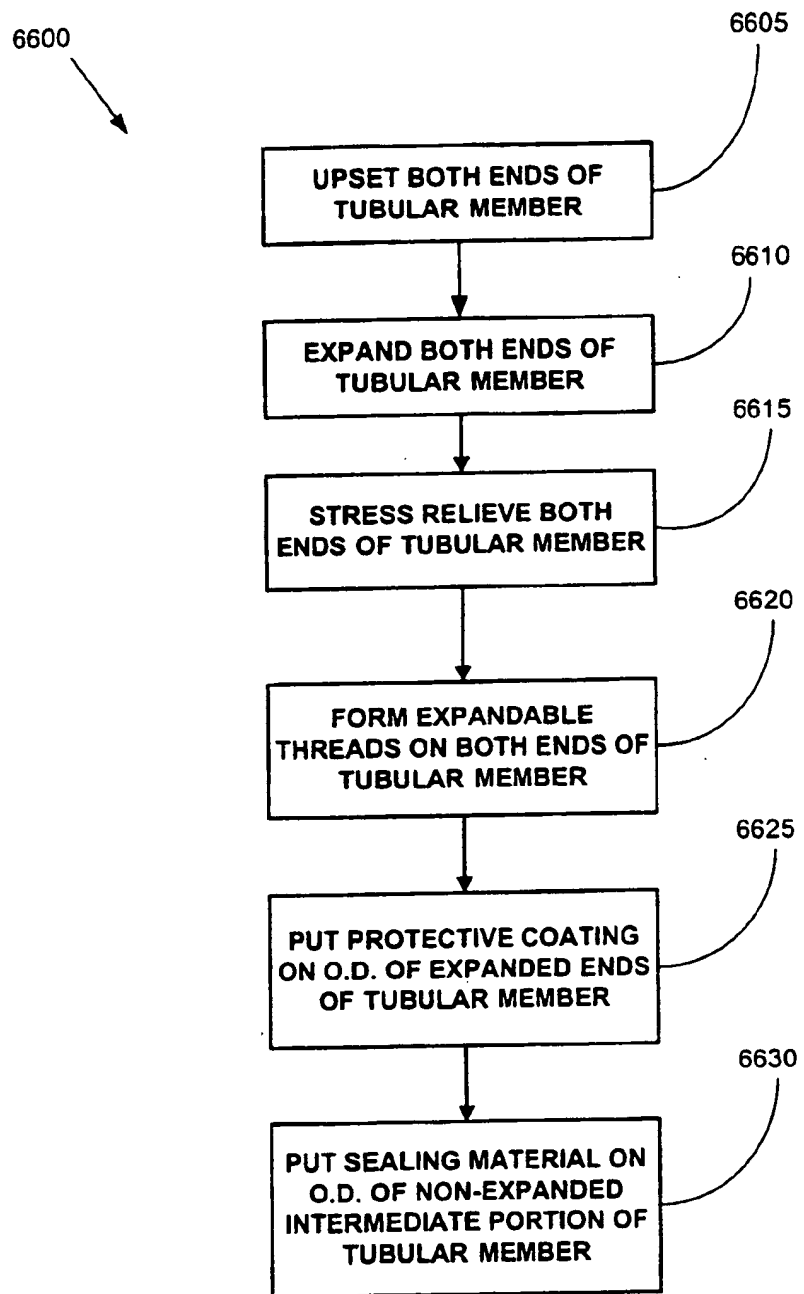 6600
6605
UPSET BOTH ENDS OF
TUBULAR MEMBER
6610
EXPAND BOTH ENDS OF
TUBULAR MEMBER
6615
STRESS RELIEVE BOTH
ENDS OF TUBULAR MEMBER
6620
FORM EXPANDABLE
THREADS ON BOTH ENDS OF
TUBULAR MEMBER
6625
PUT PROTECTIVE COATING
ON O.D. OF EXPANDED ENDS
OF TUBULAR MEMBER
6630
PUT SEALING MATERIAL ON
O.D. OF NON-EXPANDED
INTERMEDIATE PORTION OF
TUBULAR MEMBER